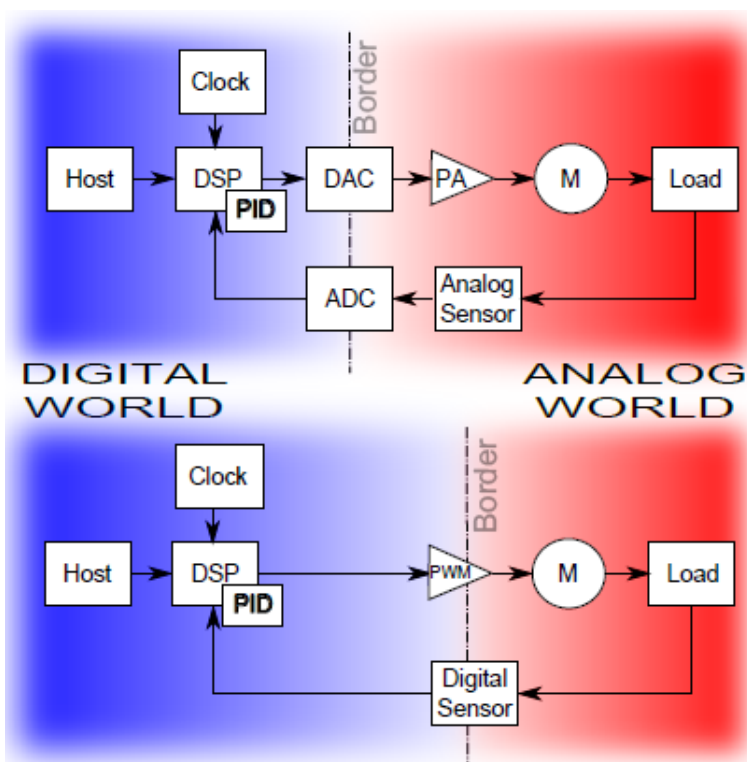 Clock
Border
Host
DSP
DAC
PA
M
Load
PID
ADC
Analog
Sensor
DIGITAL
WORLD
ANALOG
WORLD
Clock
Border
Host
DSP
PWM
M
Load
PID
Digital
Sensor